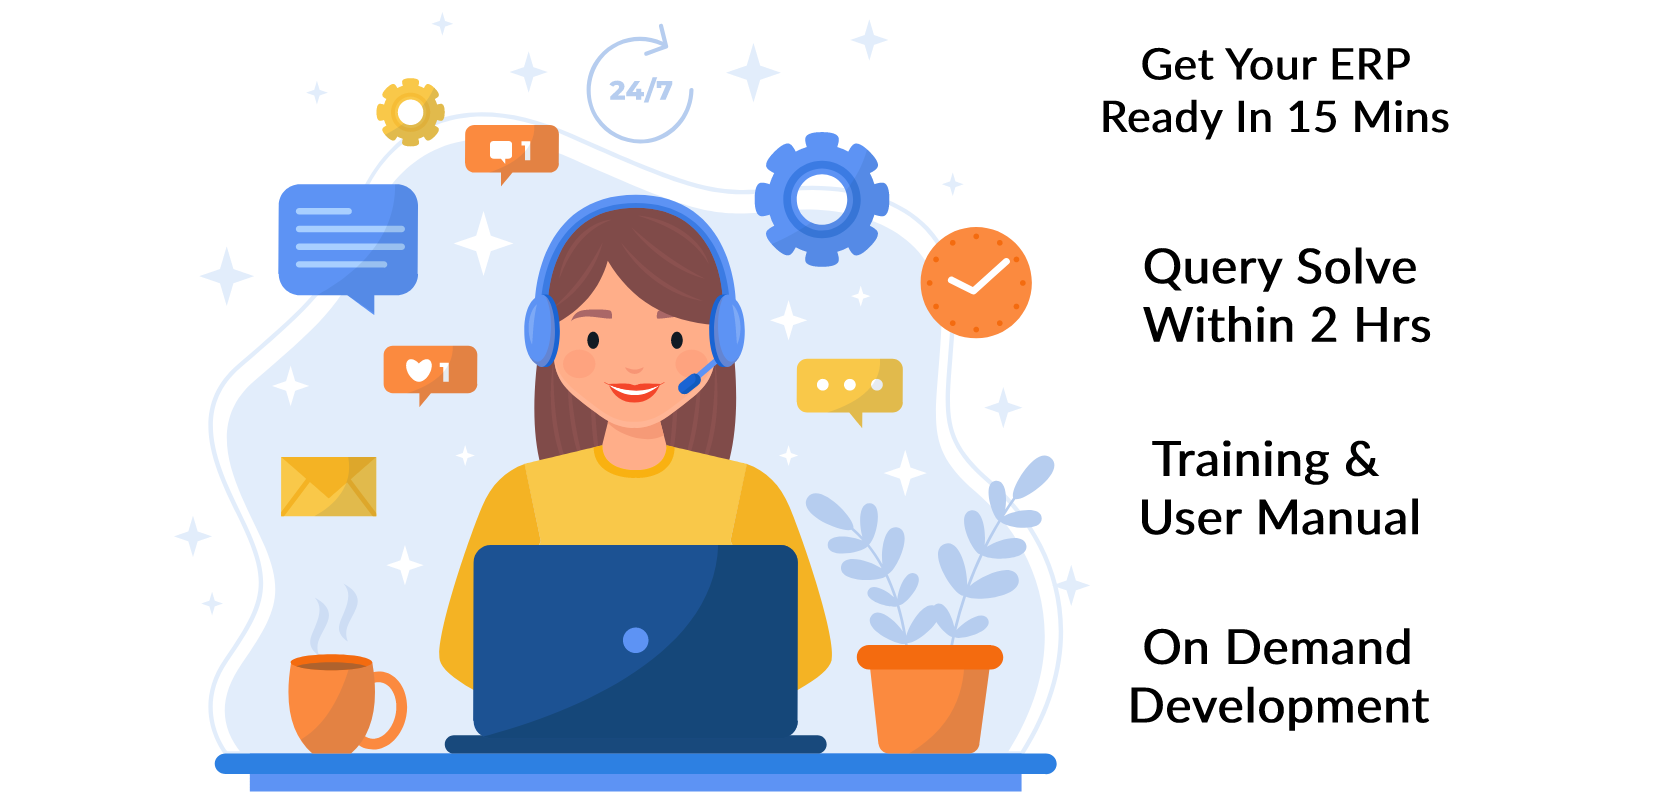 24/7
1
1
Get Your ERP
Ready In 15 Mins
Query Solve
Within 2 Hrs
Training &
User Manual
On Demand
Development